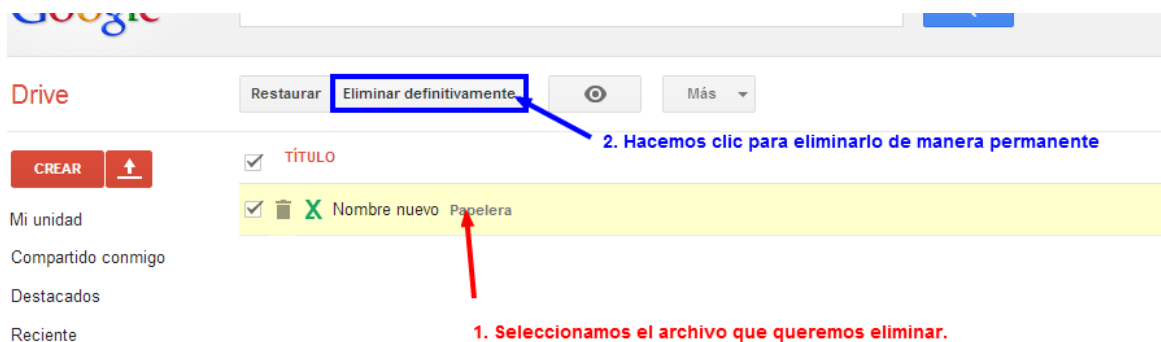 Google
Drive
Restaurar Eliminar definitivamente Más
2. Hacemos clic para eliminarlo de manera permanente
CREAR
TÍTULO
Nombre nuevo Papelera
Mi unidad
Compartido conmigo
Destacados
Reciente
1. Seleccionamos el archivo que queremos eliminar.